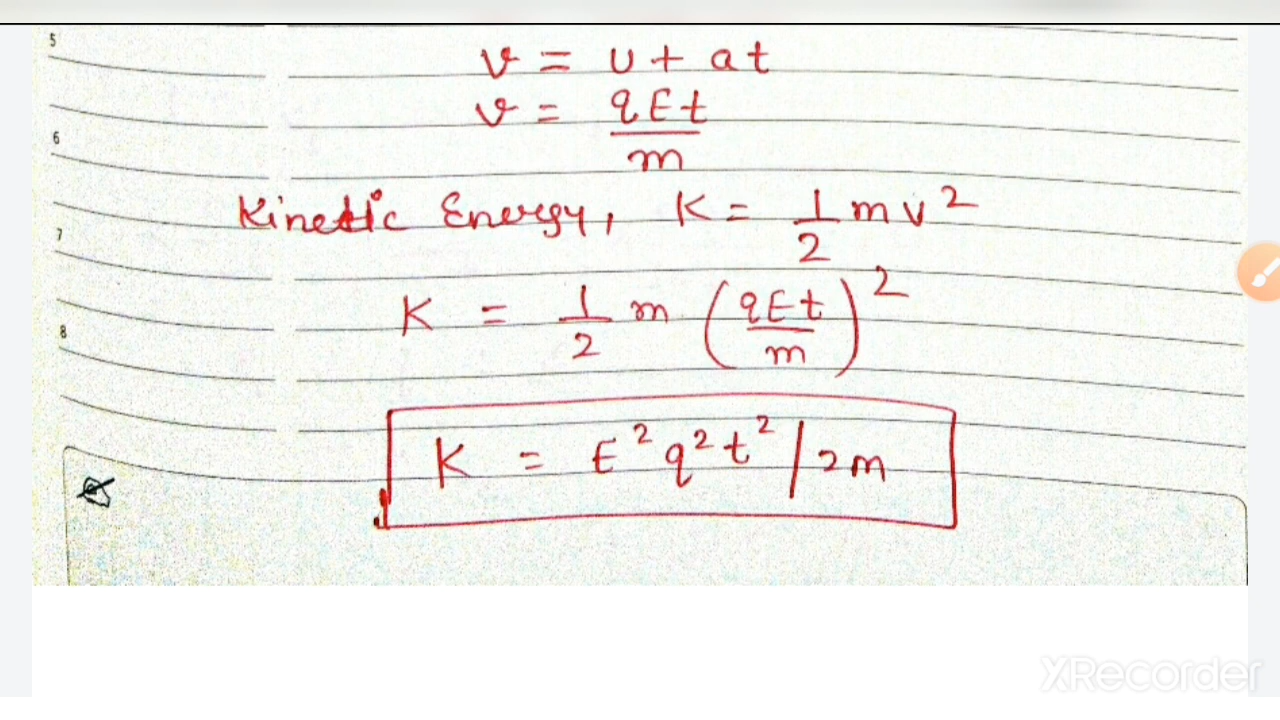 5
v = u + at
v = qEt/m
6
Kinetic Energy, K = 1/2 mv²
7
K = 1/2 m (qEt/m)²
8
K = E²q²t²/2m
XRecorder